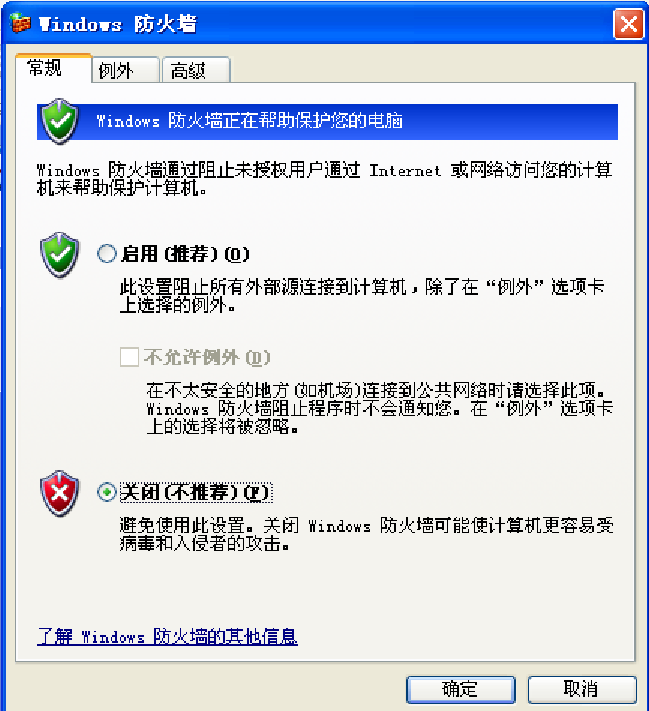 Windows 防火墙
常规
例外
高级
Windows 防火墙正在帮助保护您的电脑
Windows 防火墙通过阻止未授权用户通过 Internet 或网络访问您的计算
机来帮助保护计算机。
启用(推荐)(O)
此设置阻止所有外部源连接到计算机，除了在“例外”选项卡
上选择的例外。
不允许例外(D)
在不太安全的地方(如机场)连接到公共网络时请选择此项。
Windows 防火墙阻止程序时不会通知您。在“例外”选项卡
上的选择将被忽略。
关闭(不推荐)(F)
避免使用此设置。关闭 Windows 防火墙可能使计算机更容易受
病毒和入侵者的攻击。
了解 Windows 防火墙的其他信息
确定
取消